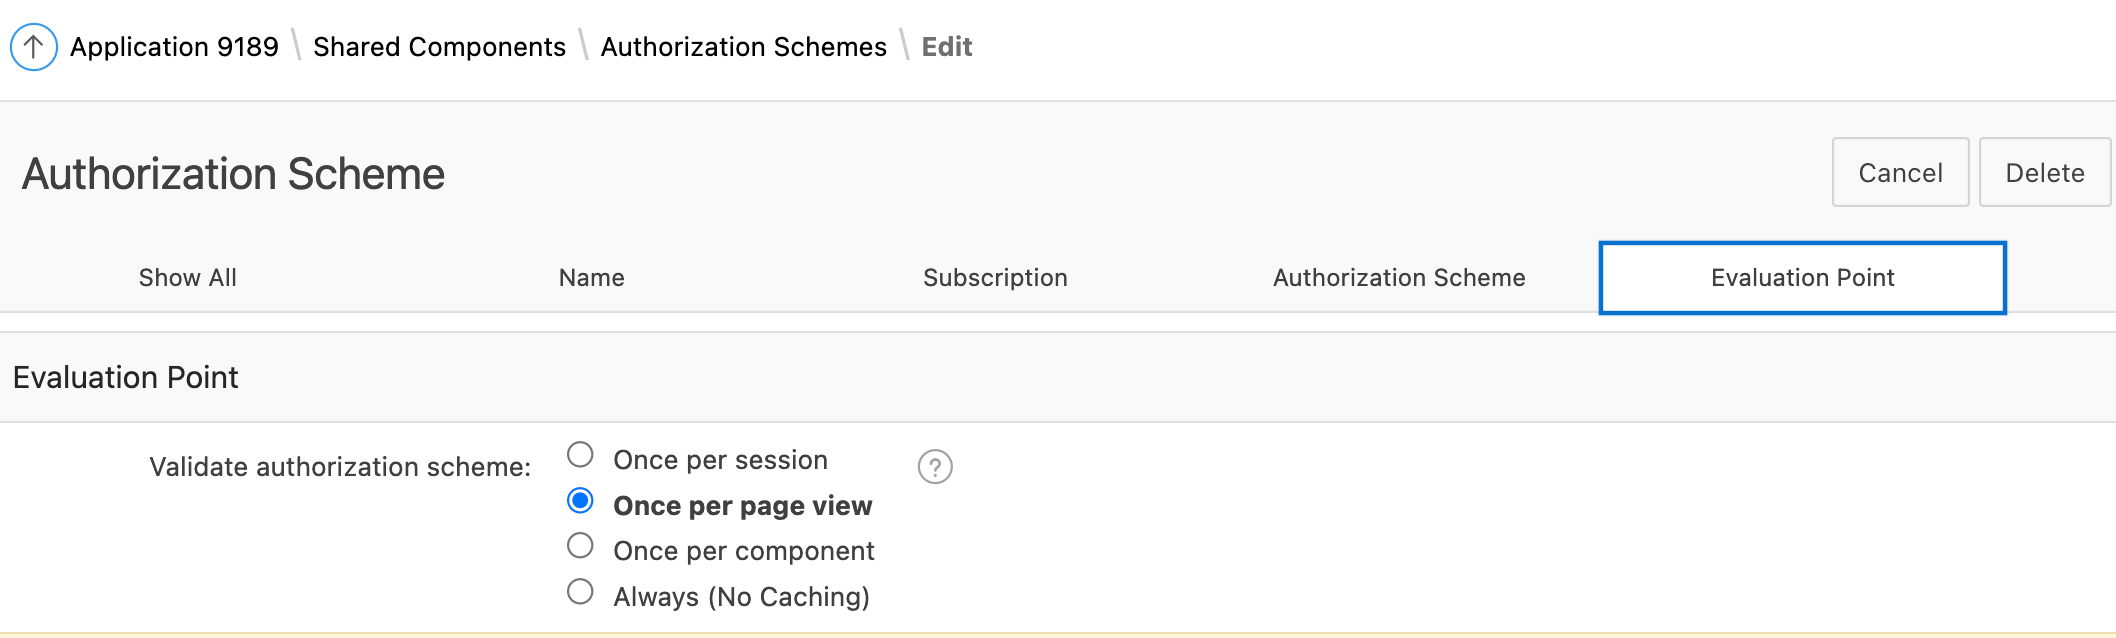 Application 9189 \ Shared Components \ Authorization Schemes \ Edit
Authorization Scheme
Cancel Delete
Show All Name Subscription Authorization Scheme Evaluation Point
Evaluation Point
Validate authorization scheme: Once per session ?
Once per page view
Once per component
Always (No Caching)